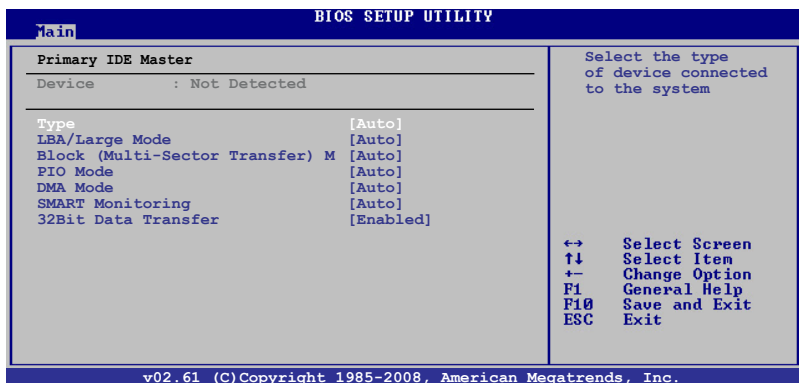 BIOS SETUP UTILITY
Main
Primary IDE Master
Device : Not Detected
Type [Auto]
LBA/Large Mode [Auto]
Block (Multi-Sector Transfer) M [Auto]
PIO Mode [Auto]
DMA Mode [Auto]
SMART Monitoring [Auto]
32Bit Data Transfer [Enabled]
Select the type
of device connected
to the system
←→ Select Screen
↑↓ Select Item
+- Change Option
F1 General Help
F10 Save and Exit
ESC Exit
v02.61 (C)Copyright 1985-2008, American Megatrends, Inc.